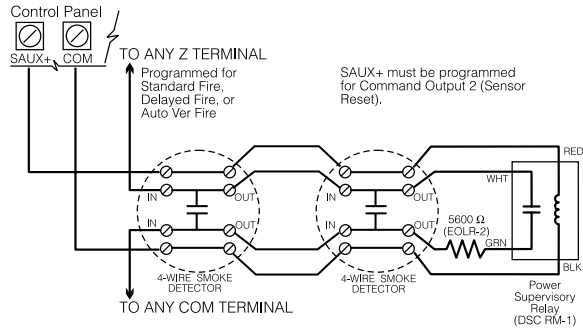 Control Panel
SAUX+ COM
TO ANY Z TERMINAL
Programmed for
Standard Fire,
Delayed Fire, or
Auto Ver Fire
SAUX+ must be programmed
for Command Output 2 (Sensor
Reset).
RED
WHT
IN OUT IN OUT
IN OUT IN OUT
5600 Ω
(EOLR-2)
GRN
BLK
4-WIRE SMOKE
DETECTOR
4-WIRE SMOKE
DETECTOR
Power
Supervisory
Relay
(DSC RM-1)
TO ANY COM TERMINAL